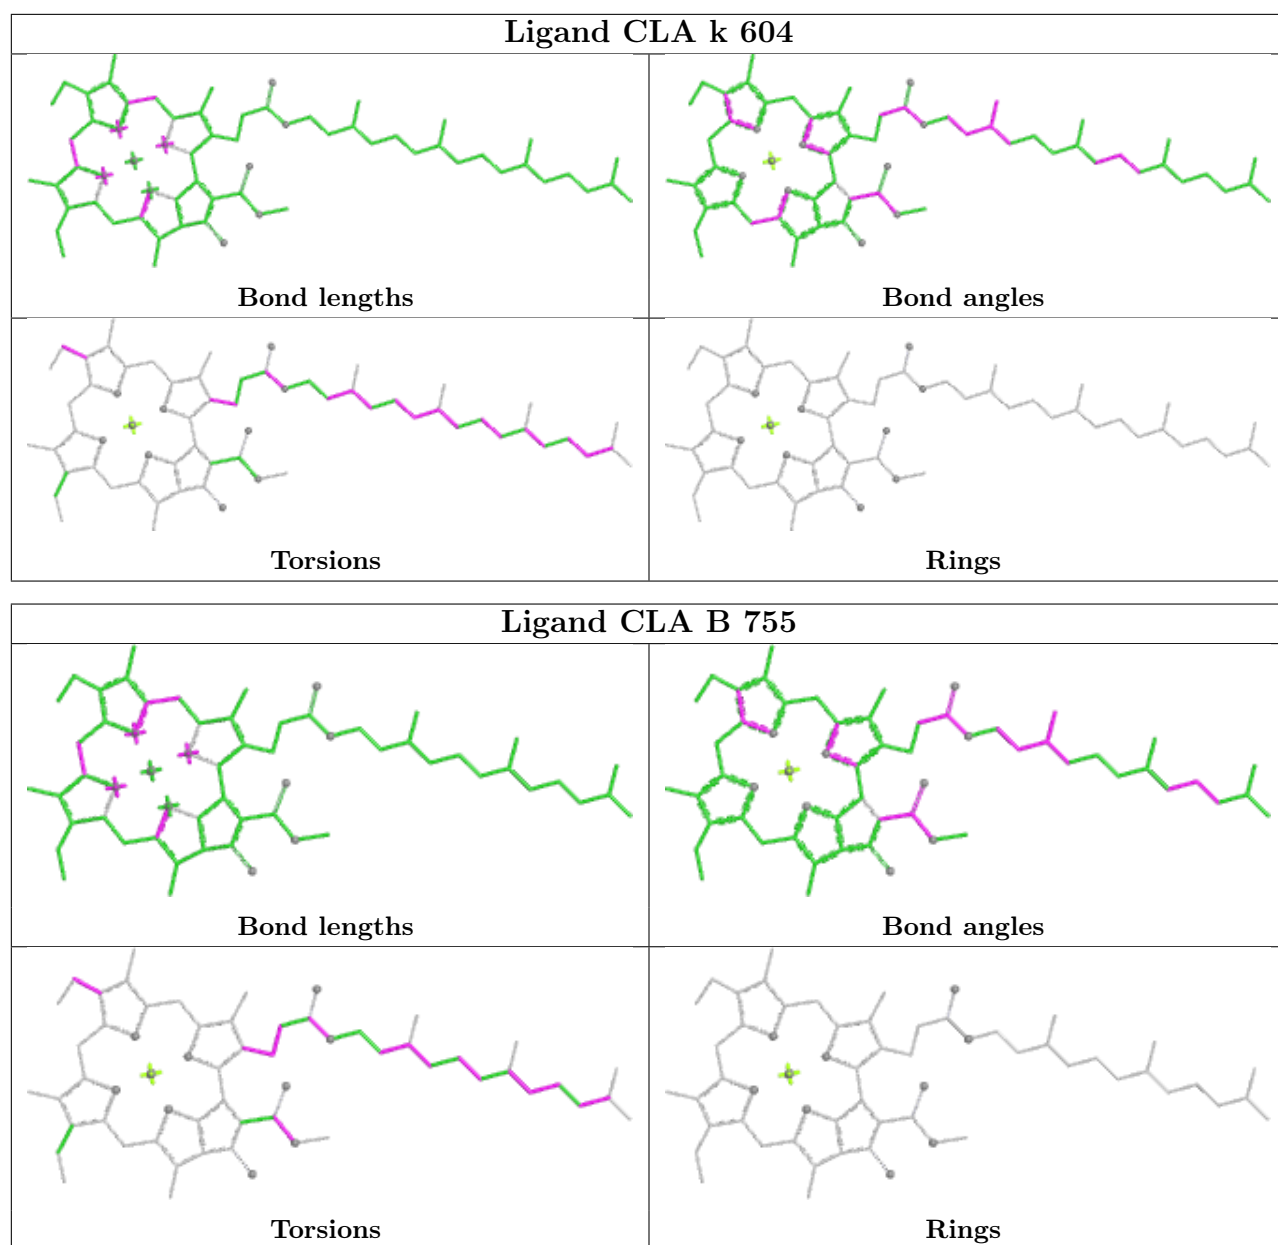 Ligand CLA k 604
Bond lengths
Bond angles
Torsions
Rings
Ligand CLA B 755
Bond lengths
Bond angles
Torsions
Rings